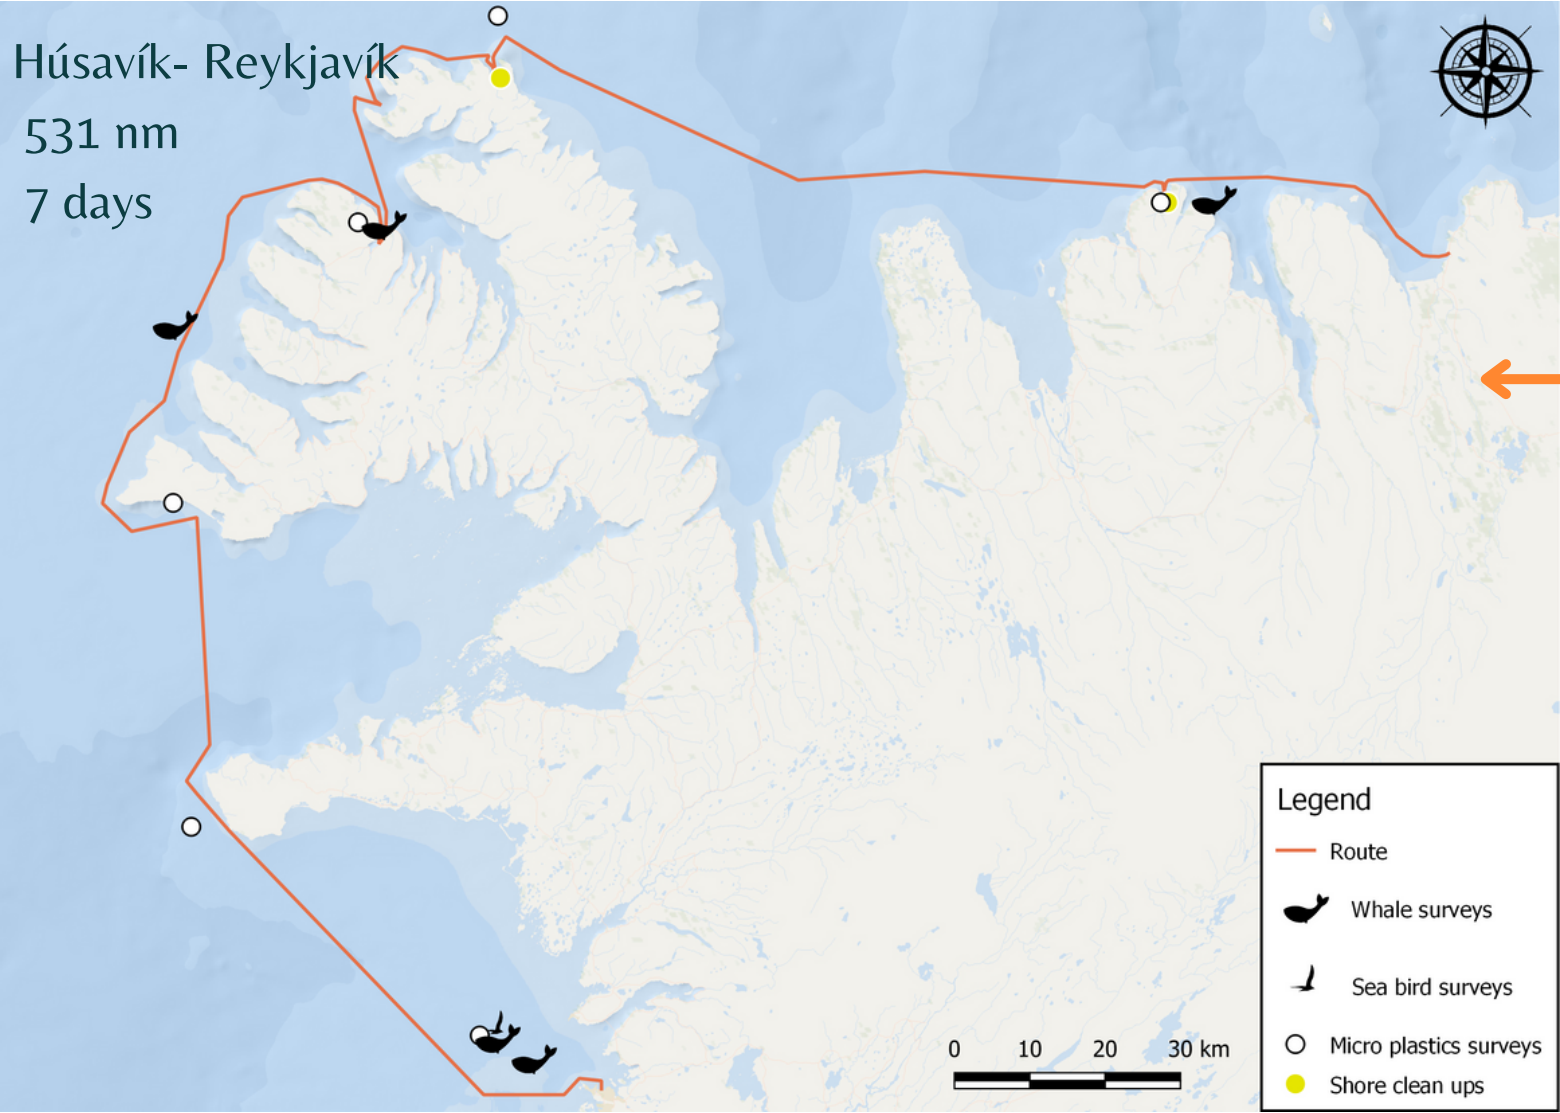 Húsavík- Reykjavík
531 nm
7 days
Legend
Route
Whale surveys
Sea bird surveys
Micro plastics surveys
Shore clean ups
0 10 20 30 km